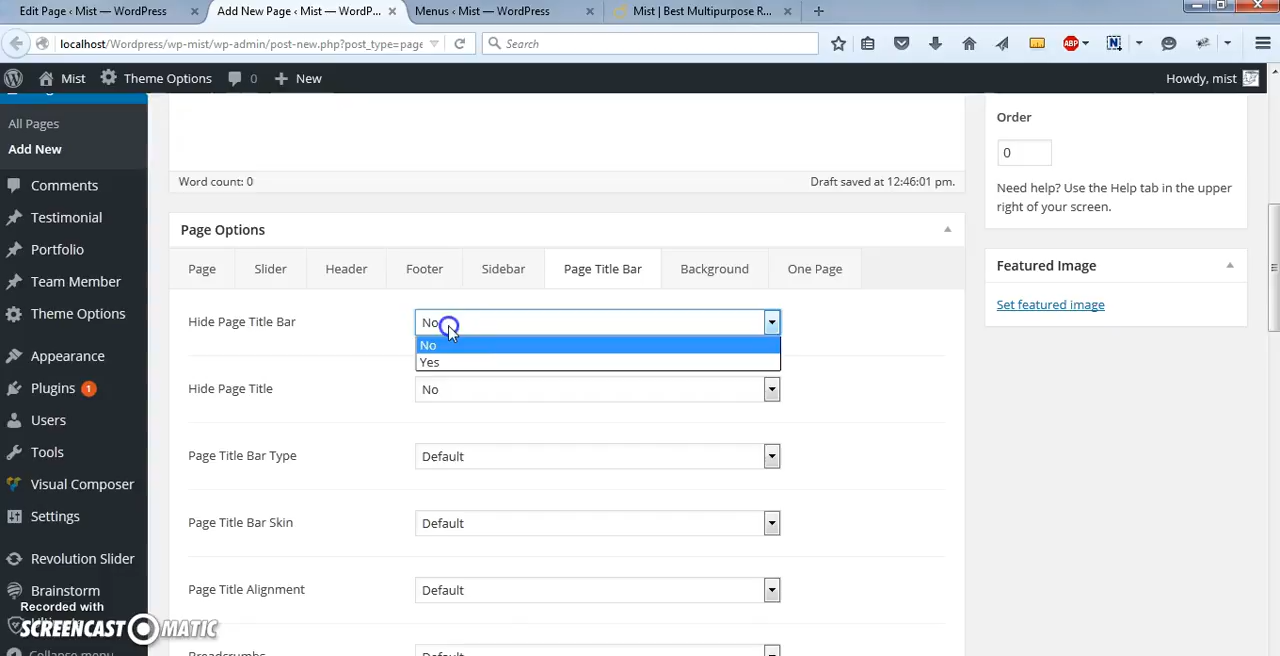 Edit Page ‹ Mist — WordPress
Add New Page ‹ Mist — WordP...
Menus ‹ Mist — WordPress
Mist | Best Multipurpose R...
localhost/Wordpress/wp-mist/wp-admin/post-new.php?post_type=page
Search
ABP
N
Mist
Theme Options
0
New
Howdy, mist
All Pages
Add New
Comments
Testimonial
Portfolio
Team Member
Theme Options
Appearance
Plugins 1
Users
Tools
Visual Composer
Settings
Revolution Slider
Brainstorm
Collapse menu
Word count: 0
Draft saved at 12:46:01 pm.
Page Options
Page
Slider
Header
Footer
Sidebar
Page Title Bar
Background
One Page
Hide Page Title Bar
No
No
Yes
Hide Page Title
No
Page Title Bar Type
Default
Page Title Bar Skin
Default
Page Title Alignment
Default
Breadcrumbs
Default
Order
0
Need help? Use the Help tab in the upper
right of your screen.
Featured Image
Set featured image
Recorded with
SCREENCAST-O-MATIC